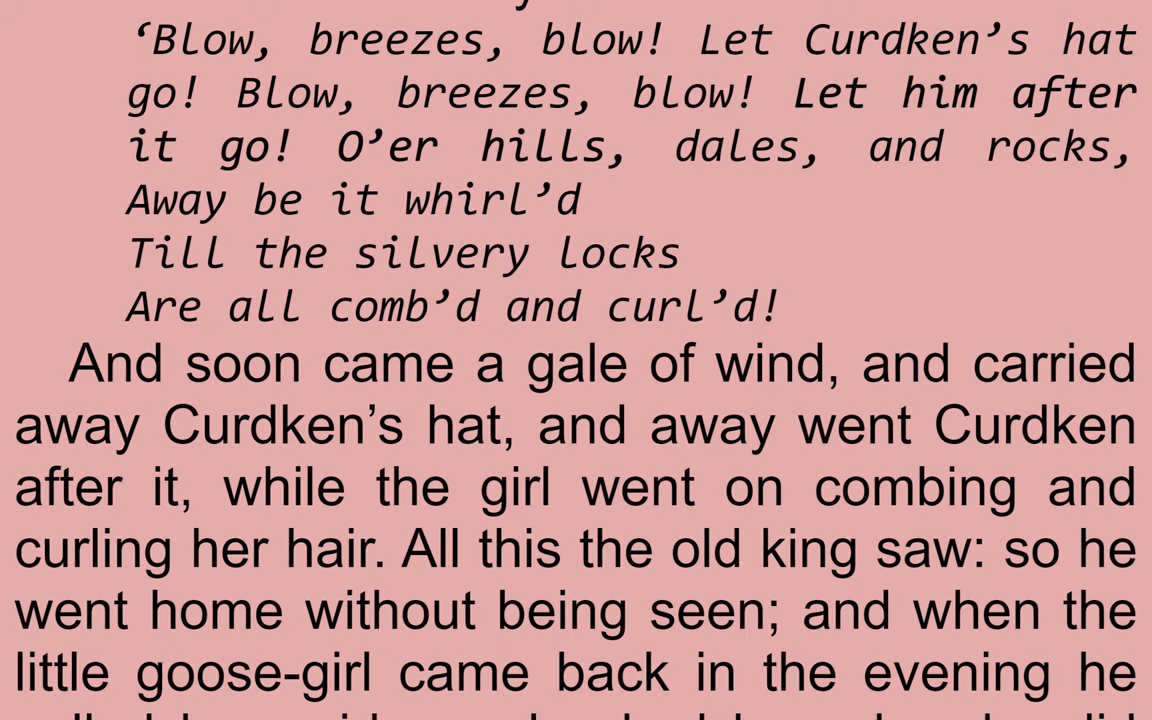 ‘Blow, breezes, blow! Let Curdken’s hat
go! Blow, breezes, blow! Let him after
it go! O’er hills, dales, and rocks,
Away be it whirl’d
Till the silvery locks
Are all comb’d and curl’d!
And soon came a gale of wind, and carried
away Curdken’s hat, and away went Curdken
after it, while the girl went on combing and
curling her hair. All this the old king saw: so he
went home without being seen; and when the
little goose-girl came back in the evening he